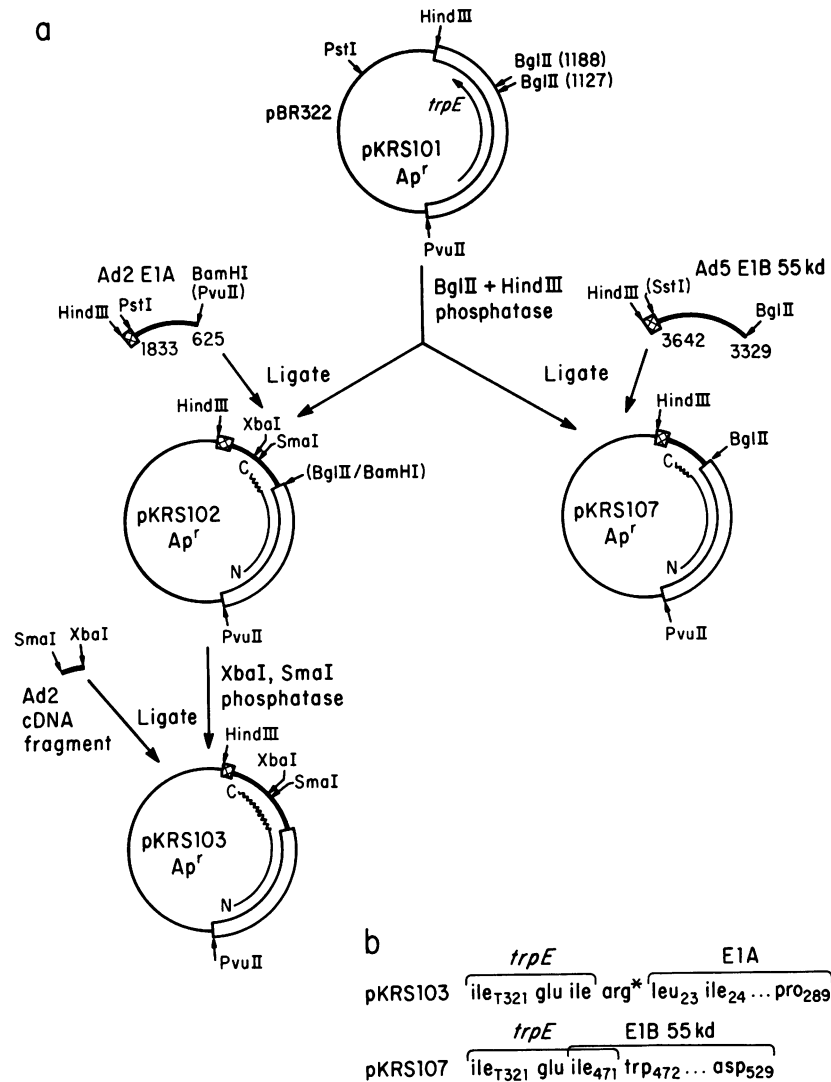 a
HindIII
PstI
BglII (1188)
BglII (1127)
pBR322
trpE
pKRS101
Apr
PvuII
Ad2 E1A
BamHI
(PvuII)
HindIII
PstI
1833
625
BglII + HindIII
phosphatase
Ad5 E1B 55kd
HindIII
(SstI)
BglII
3642
3329
Ligate
Ligate
HindIII
XbaI
SmaI
(BglII/BamHI)
C
pKRS102
Apr
N
PvuII
HindIII
BglII
C
pKRS107
Apr
N
PvuII
SmaI
XbaI
Ad2
cDNA
fragment
Ligate
XbaI, SmaI
phosphatase
HindIII
XbaI
SmaI
C
pKRS103
Apr
N
PvuII
b
trpE E1A
pKRS103 ileT321 glu ile arg* leu23 ile24 ... pro289
trpE E1B 55kd
pKRS107 ileT321 glu ile471 trp472 ... asp529